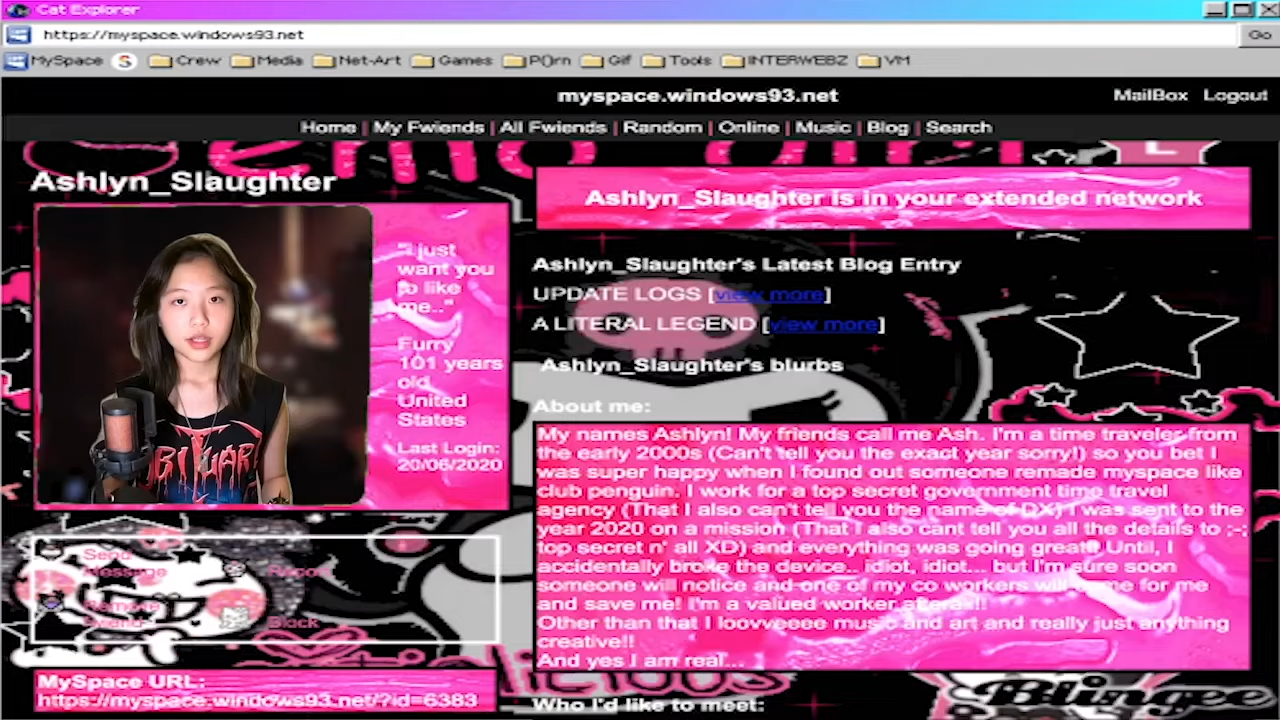 Cat Explorer
https://myspace.windows93.net
Go
MySpace S Crew Media Net-Art Games P0rn Gif Tools INTERWEBZ VM
myspace.windows93.net
MailBox Logout
Home | My Fwiends | All Fwiends | Random | Online | Music | Blog | Search
Ashlyn_Slaughter
"I just
want you
to like
me.."
Furry
101 years
old
United
States
Last Login:
20/06/2020
Send
Message
Report
Block
MySpace URL:
https://myspace.windows93.net/?id=6383
Ashlyn_Slaughter is in your extended network
Ashlyn_Slaughter's Latest Blog Entry
UPDATE LOGS [view more]
A LITERAL LEGEND [view more]
Ashlyn_Slaughter's blurbs
About me:
My names Ashlyn! My friends call me Ash. I'm a time traveler from
the early 2000s (Can't tell you the exact year sorry!) so you bet I
was super happy when I found out someone remade myspace like
club penguin. I work for a top secret government time travel
agency (That I also can't tell you the name of DX) I was sent to the
year 2020 on a mission (That I also cant tell you all the details to ;-;
top secret n' all XD) and everything was going great! Until, I
accidentally broke the device.. idiot, idiot... but I'm sure soon
someone will notice and one of my co workers will come for me
and save me! I'm a valued worker
Other than that I loovveeee music and art and really just anything
creative!!
And yes I am real...
Who I'd like to meet:
Blingee